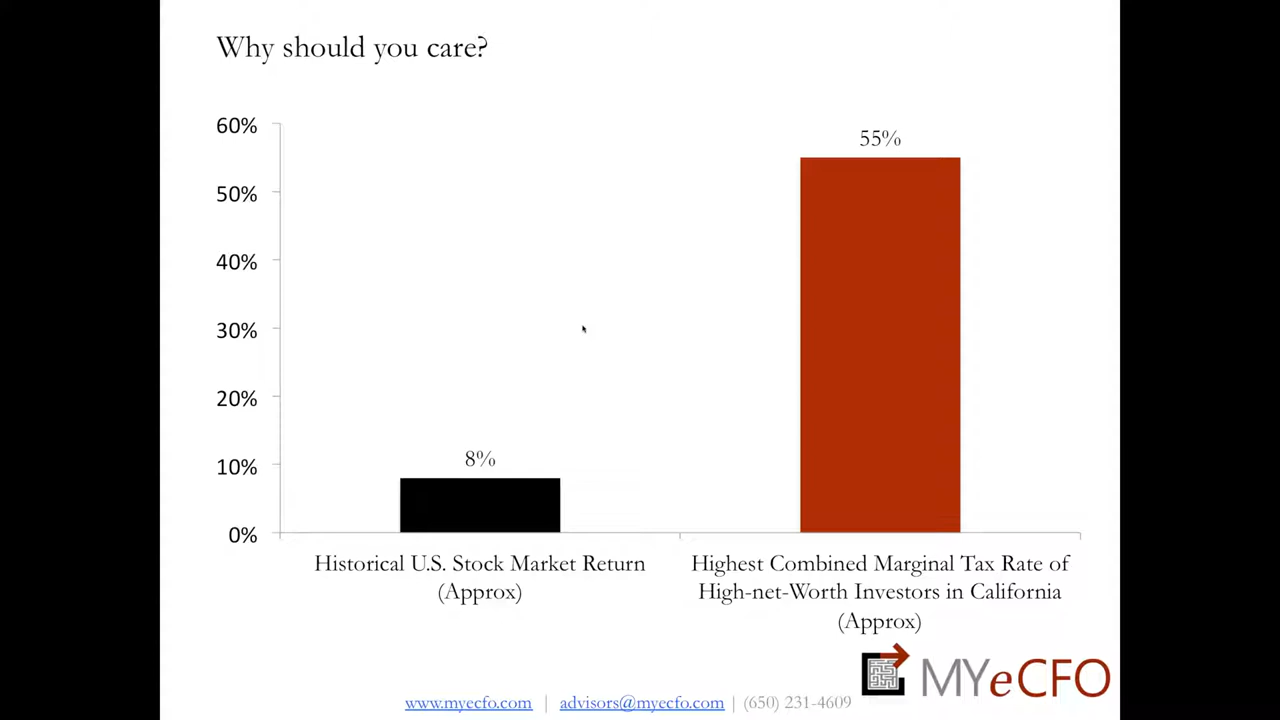 Why should you care?
60%
50%
40%
30%
20%
10%
0%
55%
8%
Historical U.S. Stock Market Return
(Approx)
Highest Combined Marginal Tax Rate of
High-net-Worth Investors in California
(Approx)
MYeCFO
www.myecfo.com | advisors@myecfo.com | (650) 231-4609